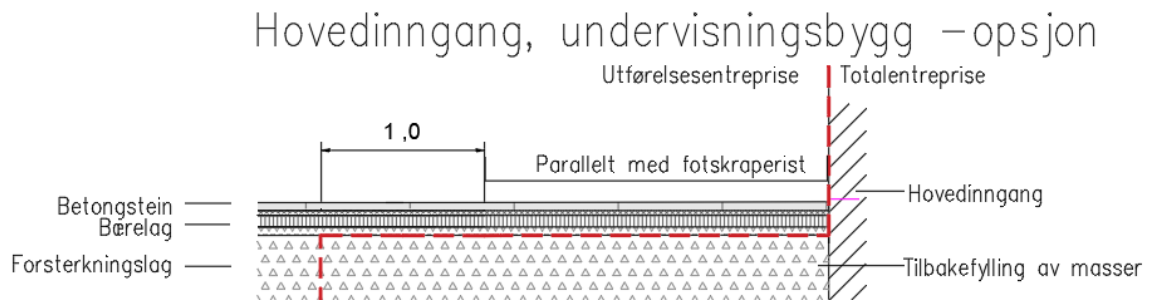 Hovedinngang, undervisningsbygg –opsjon
Utførelsesentreprise
Totalentreprise
1,0
Parallelt med fotskraperist
Hovedinngang
Betongstein
Bærelag
Forsterkningslag
Tilbakefylling av masser